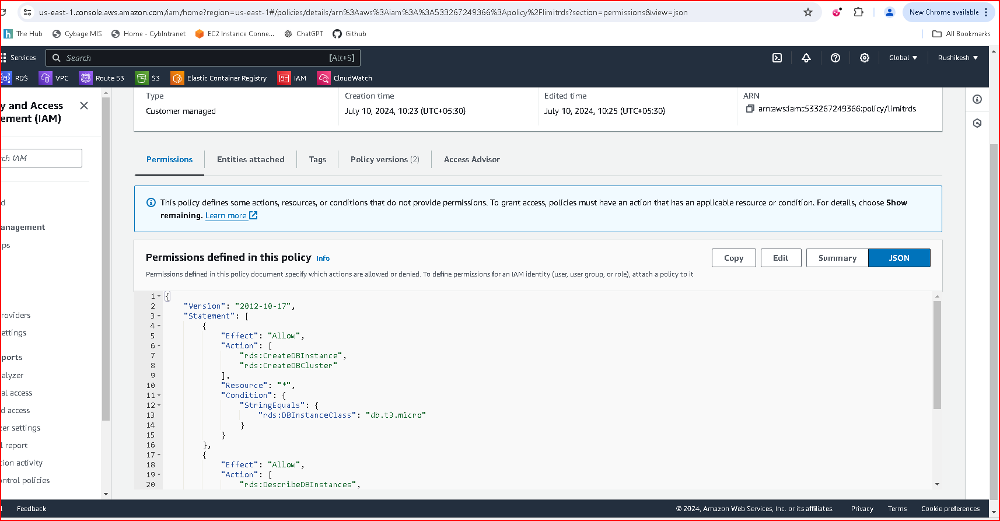 us-east-1.console.aws.amazon.com/iam/home?region=us-east-1#/policies/details/arn%3Aaws%3Aiam%3A%3A533267249366%3Apolicy%2Flimitrds?section=permissions&view=json
New Chrome available
The Hub Cybage MIS Home - CybIntranet EC2 Instance Conne... ChatGPT Github All Bookmarks
Services Search [Alt+S] Global Rushikesh
RDS VPC Route 53 S3 Elastic Container Registry IAM CloudWatch
y and Access
ement (IAM)
rch IAM
d
anagement
ps
roviders
ettings
ports
alyzer
al access
d access
zer settings
l report
tion activity
ontrol policies
Type Creation time Edited time ARN
Customer managed July 10, 2024, 10:23 (UTC+05:30) July 10, 2024, 10:25 (UTC+05:30) arn:aws:iam::533267249366:policy/limitrds
Permissions Entities attached Tags Policy versions (2) Access Advisor
This policy defines some actions, resources, or conditions that do not provide permissions. To grant access, policies must have an action that has an applicable resource or condition. For details, choose Show
remaining. Learn more
Permissions defined in this policy Info Copy Edit Summary JSON
Permissions defined in this policy document specify which actions are allowed or denied. To define permissions for an IAM identity (user, user group, or role), attach a policy to it
1 {
2 "Version": "2012-10-17",
3 "Statement": [
4 {
5 "Effect": "Allow",
6 "Action": [
7 "rds:CreateDBInstance",
8 "rds:CreateDBCluster"
9 ],
10 "Resource": "*",
11 "Condition": {
12 "StringEquals": {
13 "rds:DBInstanceClass": "db.t3.micro"
14 }
15 }
16 },
17 {
18 "Effect": "Allow",
19 "Action": [
20 "rds:DescribeDBInstances",
l Feedback © 2024, Amazon Web Services, Inc. or its affiliates. Privacy Terms Cookie preferences